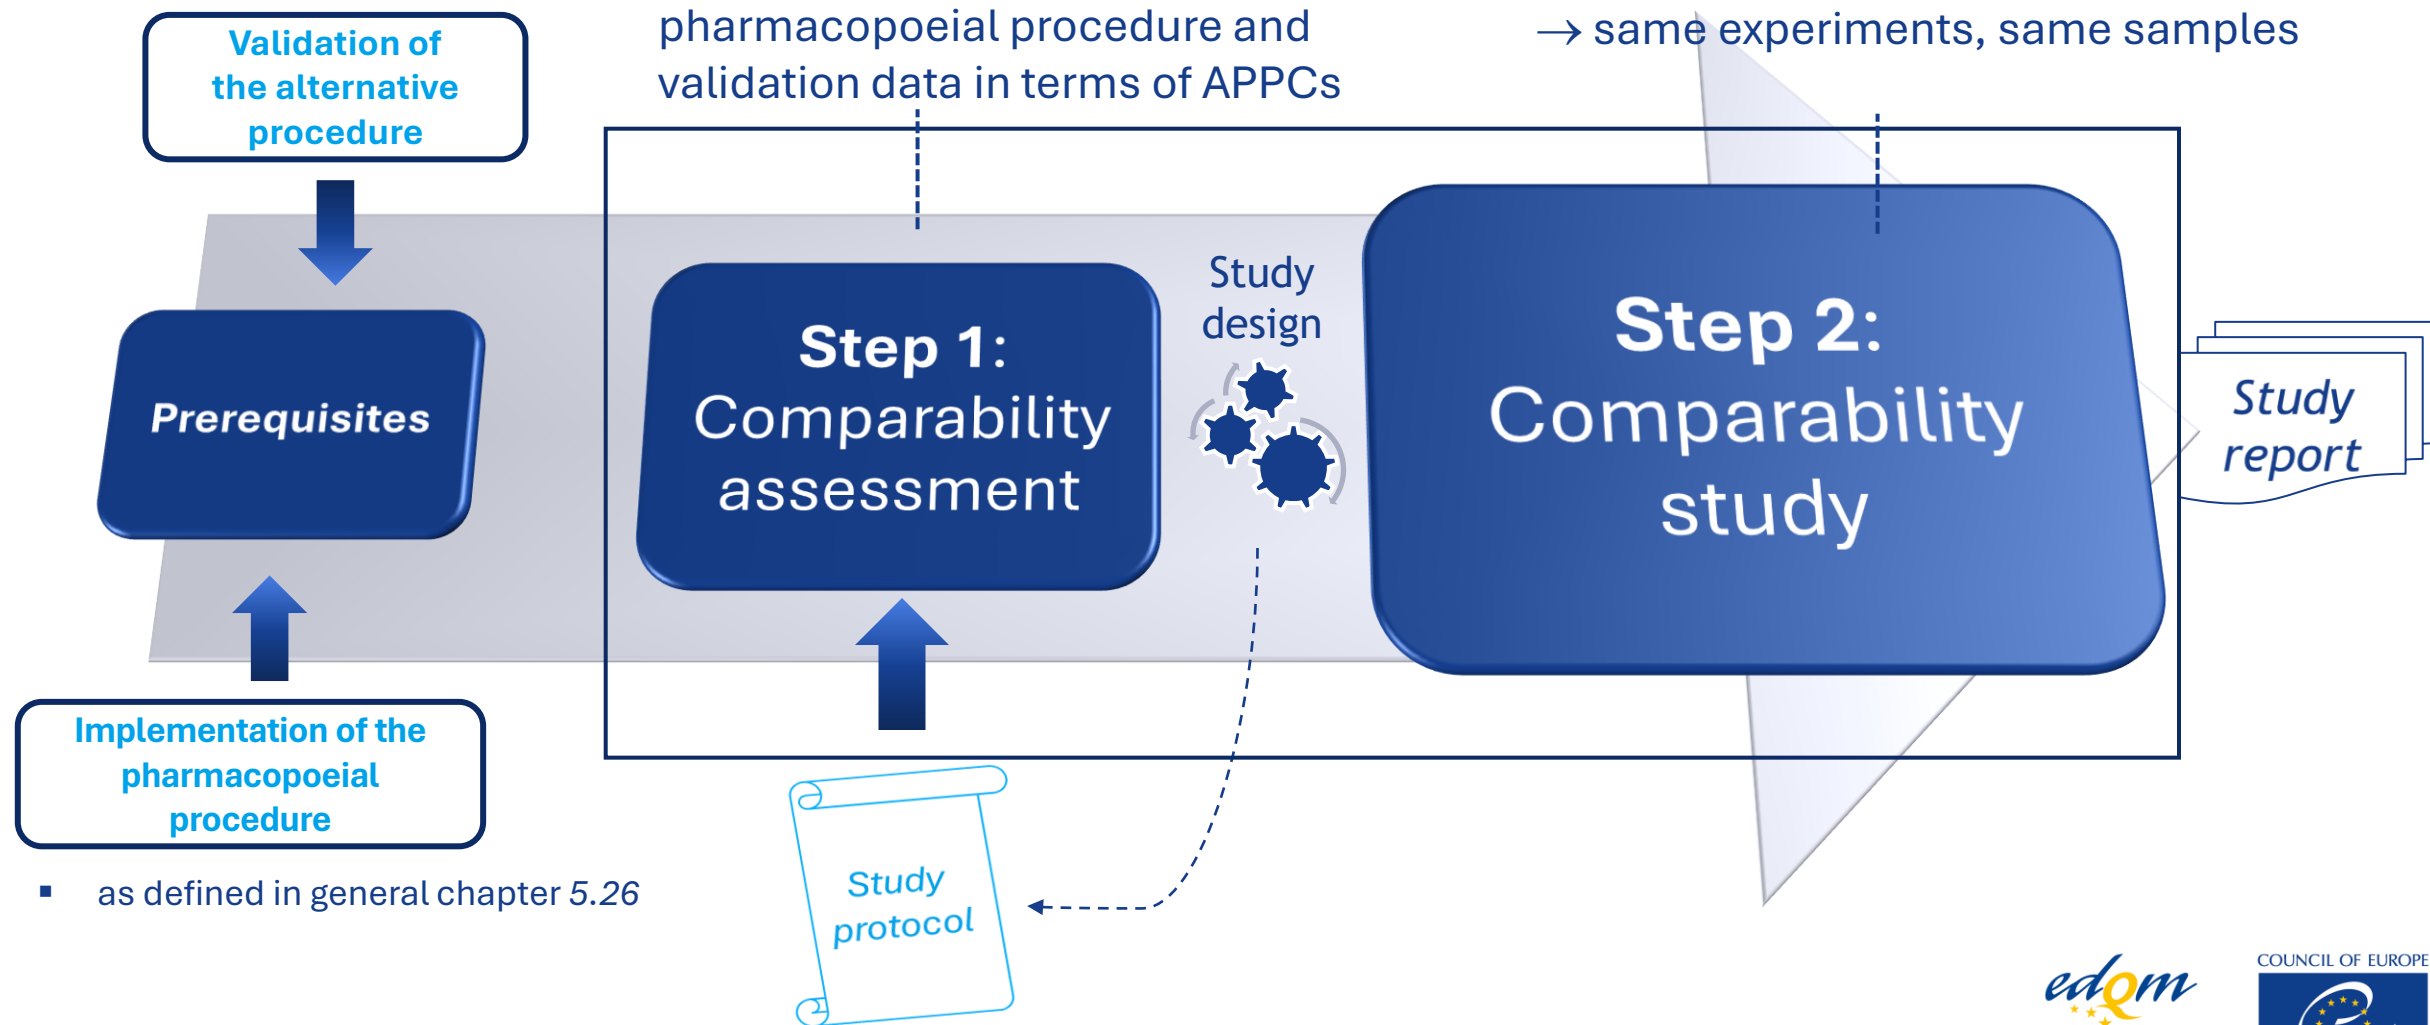 pharmacopoeial procedure and
validation data in terms of APPCs
→ same experiments, same samples
Validation of
the alternative
procedure
Prerequisites
Implementation of the
pharmacopoeial
procedure
▪ as defined in general chapter 5.26
Step 1:
Comparability
assessment
Study
design
Study
protocol
Step 2:
Comparability
study
Study
report
edqm
COUNCIL OF EUROPE